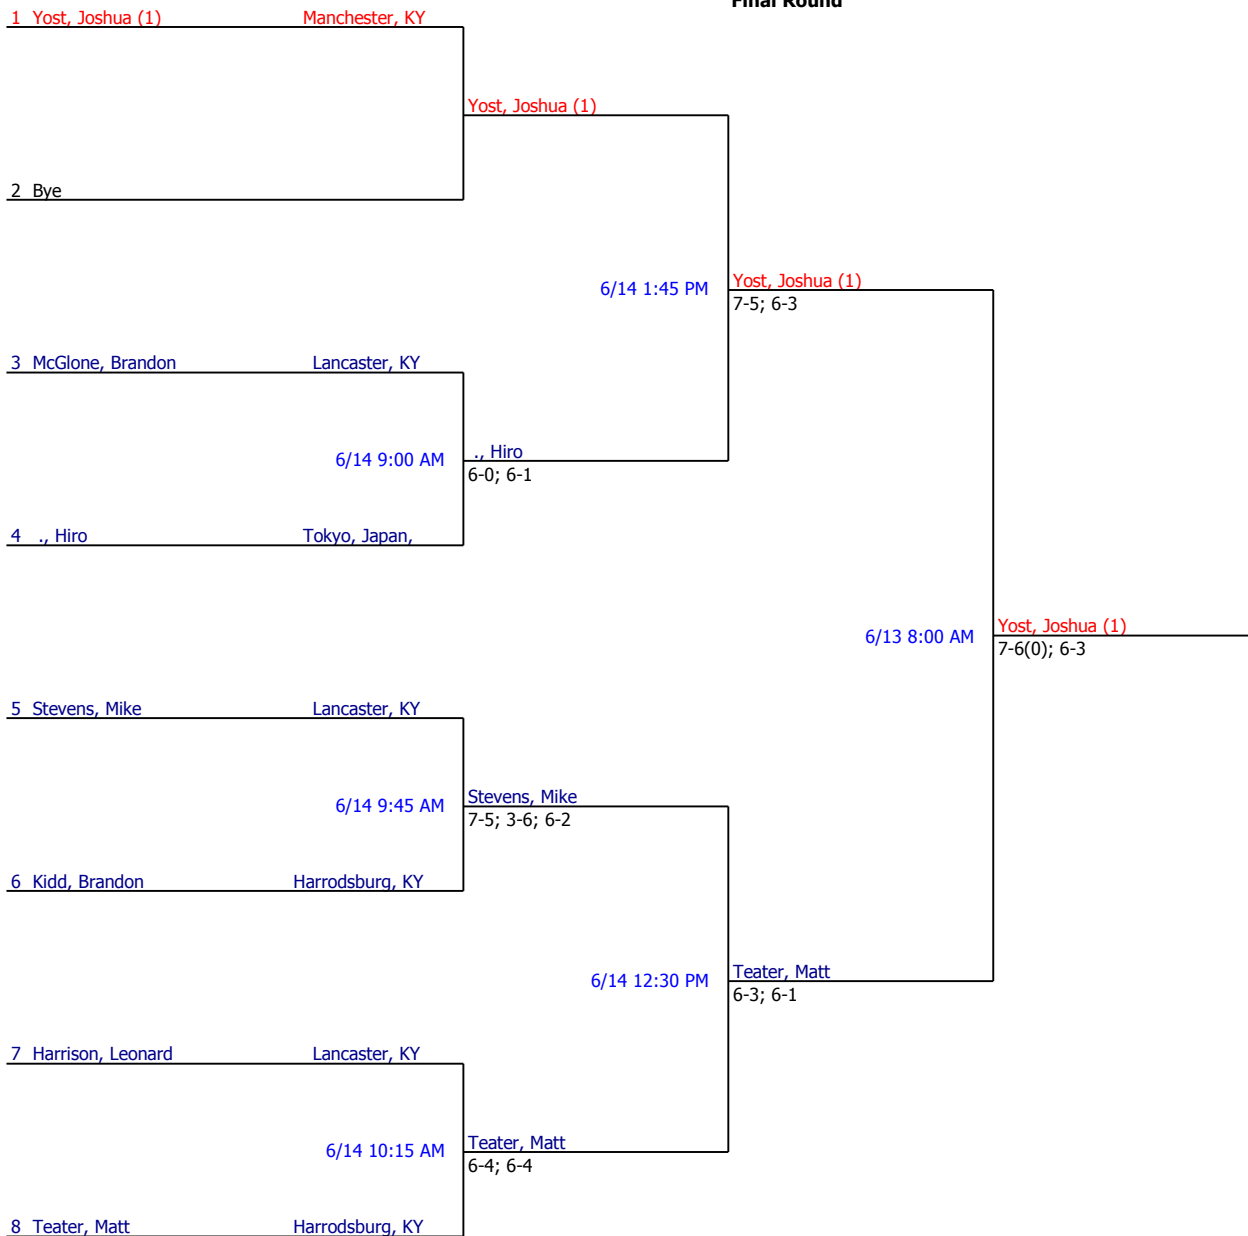 Final Round
1 Yost, Joshua (1) Manchester, KY
Yost, Joshua (1)
2 Bye
6/14 1:45 PM
Yost, Joshua (1)
7-5; 6-3
3 McGlone, Brandon Lancaster, KY
6/14 9:00 AM
., Hiro
6-0; 6-1
4 ., Hiro Tokyo, Japan,
6/13 8:00 AM
Yost, Joshua (1)
7-6(0); 6-3
5 Stevens, Mike Lancaster, KY
6/14 9:45 AM
Stevens, Mike
7-5; 3-6; 6-2
6 Kidd, Brandon Harrodsburg, KY
6/14 12:30 PM
Teater, Matt
6-3; 6-1
7 Harrison, Leonard Lancaster, KY
6/14 10:15 AM
Teater, Matt
6-4; 6-4
8 Teater, Matt Harrodsburg, KY